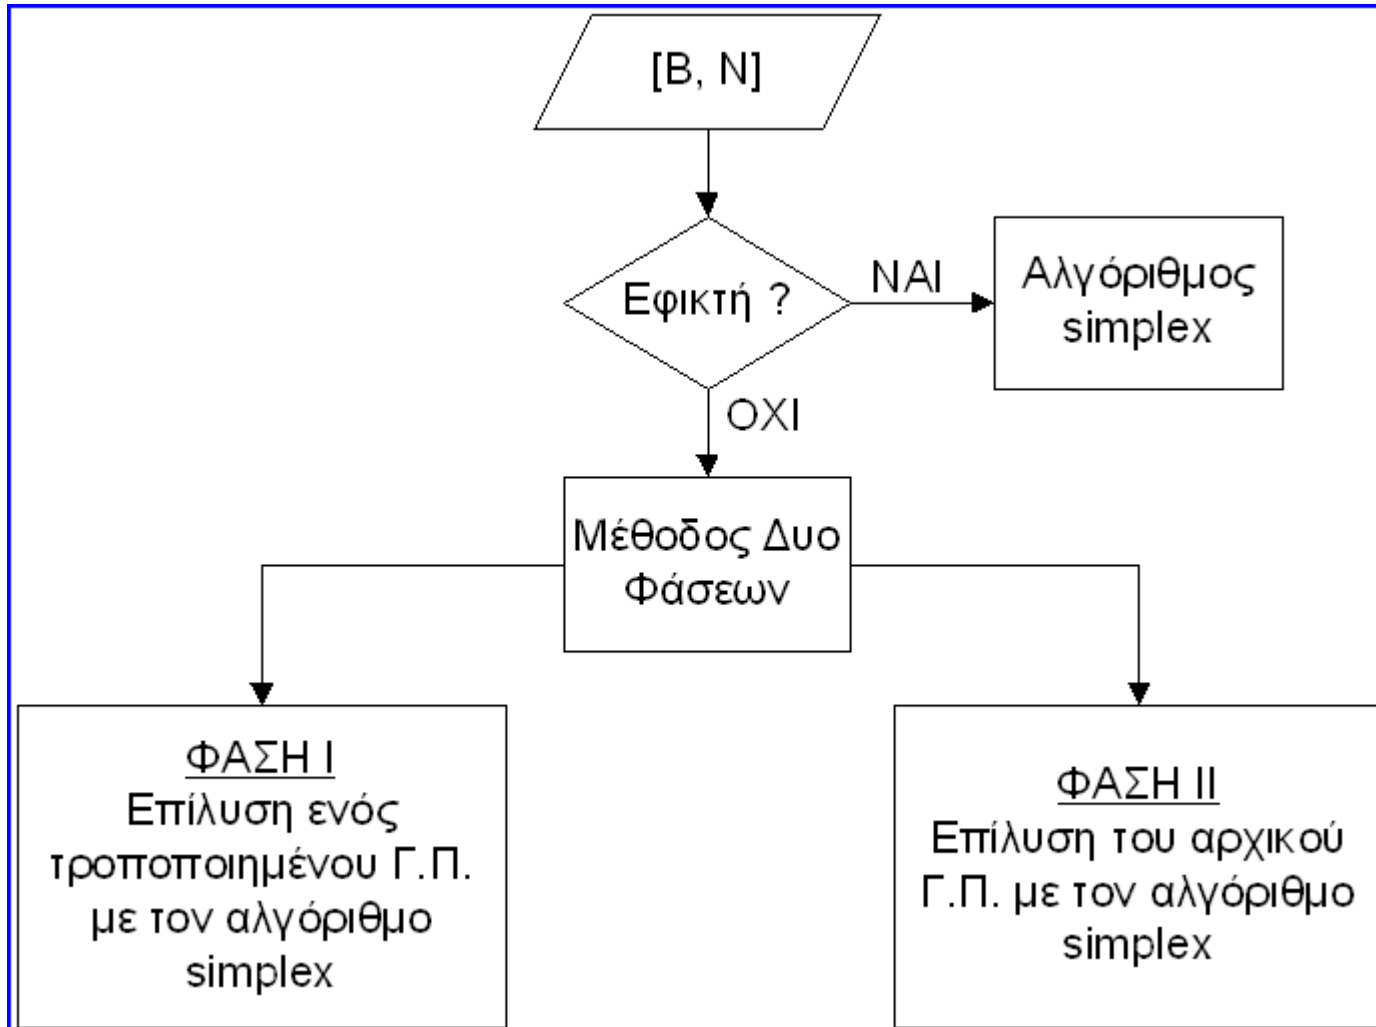 [B, N]
Εφικτή ?
ΝΑΙ
Αλγόριθμος
simplex
ΟΧΙ
Μέθοδος Δυο
Φάσεων
ΦΑΣΗ Ι
Επίλυση ενός
τροποποιημένου Γ.Π.
με τον αλγόριθμο
simplex
ΦΑΣΗ ΙΙ
Επίλυση του αρχικού
Γ.Π. με τον αλγόριθμο
simplex